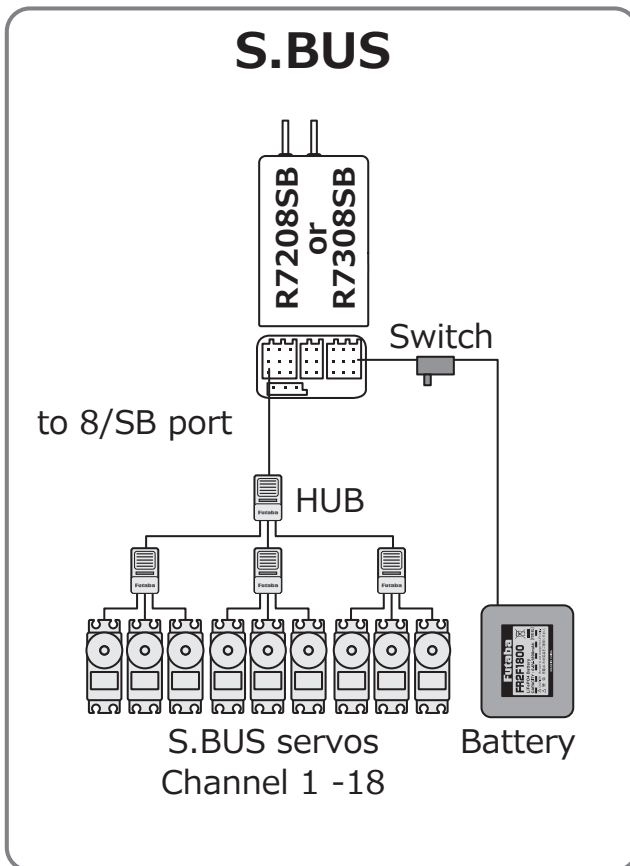 S.BUS
R7208SB
or
R7308SB
Switch
to 8/SB port
HUB
Futaba
Futaba
Futaba
Futaba
Futaba
FR2F1800
S.BUS servos
Channel 1 -18
Battery